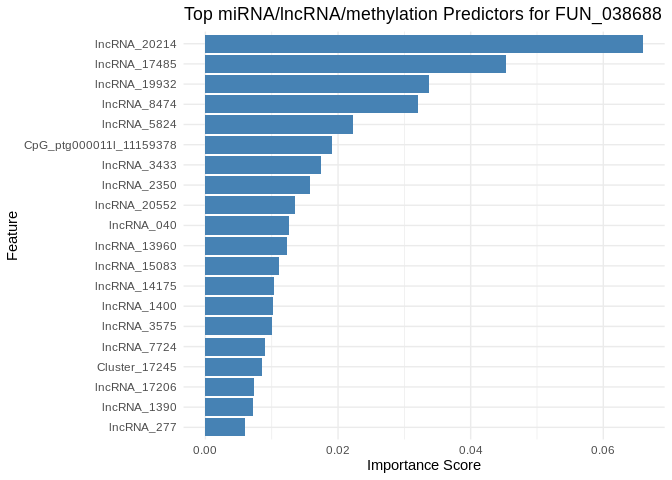 Top miRNA/lncRNA/methylation Predictors for FUN_038688
lncRNA_20214
lncRNA_17485
lncRNA_19932
lncRNA_8474
lncRNA_5824
CpG_ptg000011l_11159378
lncRNA_3433
lncRNA_2350
lncRNA_20552
lncRNA_040
lncRNA_13960
lncRNA_15083
lncRNA_14175
lncRNA_1400
lncRNA_3575
lncRNA_7724
Cluster_17245
lncRNA_17206
lncRNA_1390
lncRNA_277
Feature
0.00 0.02 0.04 0.06
Importance Score